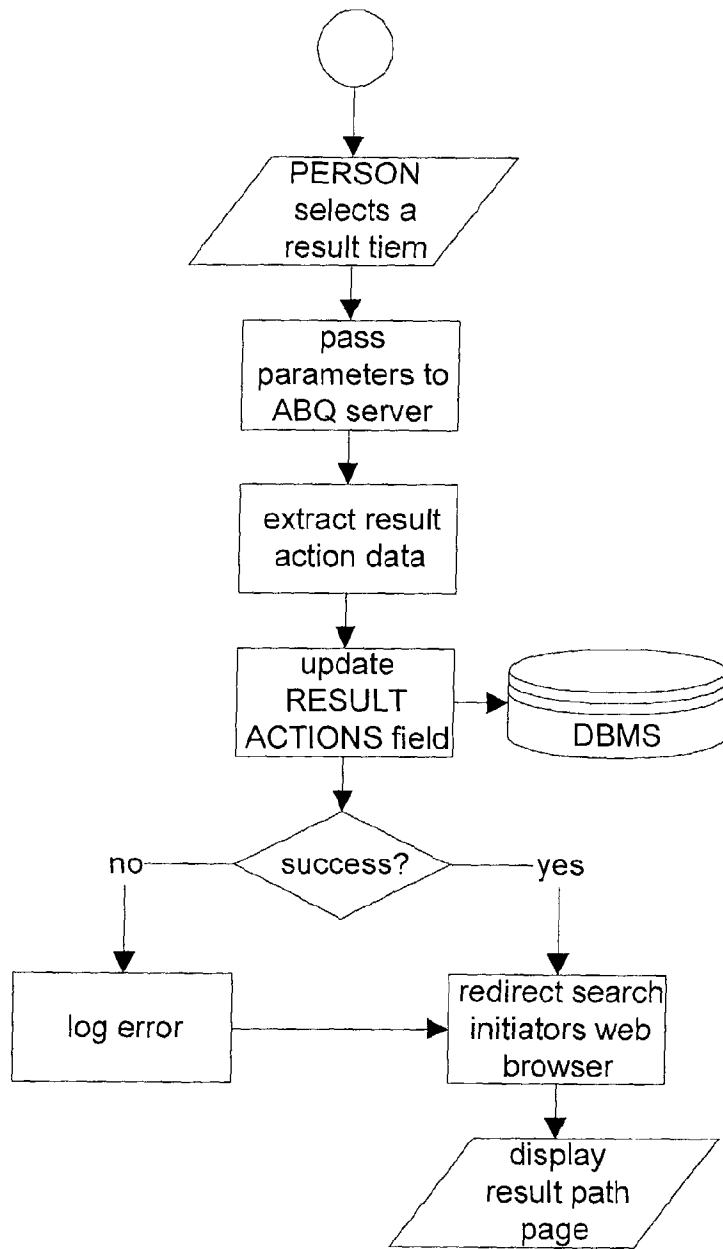 PERSON
selects a
result tiem
pass
parameters to
ABQ server
extract result
action data
update
RESULT
ACTIONS field
DBMS
no
success?
yes
log error
redirect search
initiators web
browser
display
result path
page